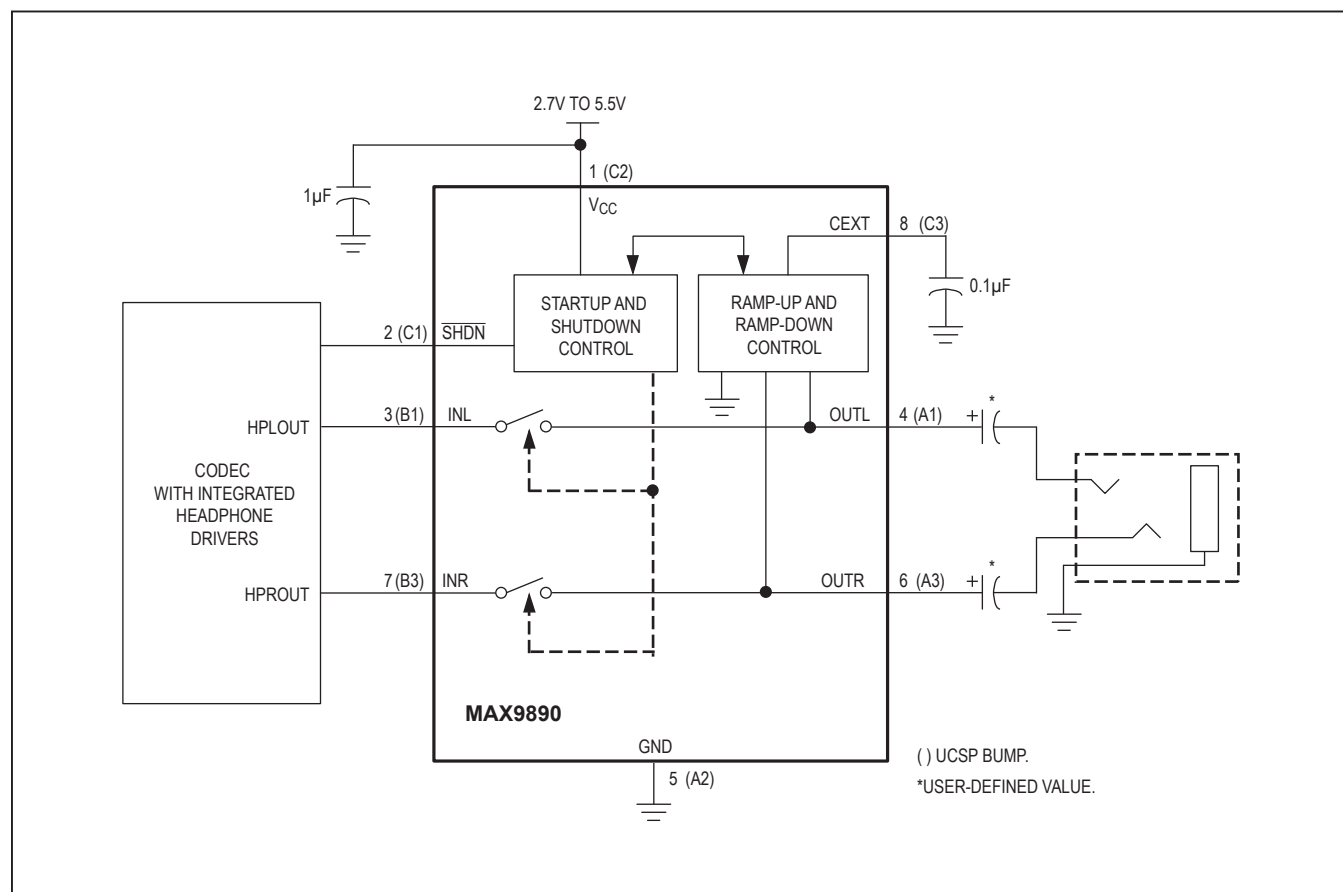 2.7V TO 5.5V
1 (C2)
1µF
VCC
CEXT
8 (C3)
0.1µF
STARTUP AND
SHUTDOWN
CONTROL
RAMP-UP AND
RAMP-DOWN
CONTROL
2 (C1)
SHDN
HPLOUT
3 (B1)
INL
OUTL
4 (A1)
+
*
CODEC
WITH INTEGRATED
HEADPHONE
DRIVERS
HPROUT
7 (B3)
INR
OUTR
6 (A3)
+
*
MAX9890
GND
5 (A2)
( ) UCSP BUMP.
*USER-DEFINED VALUE.